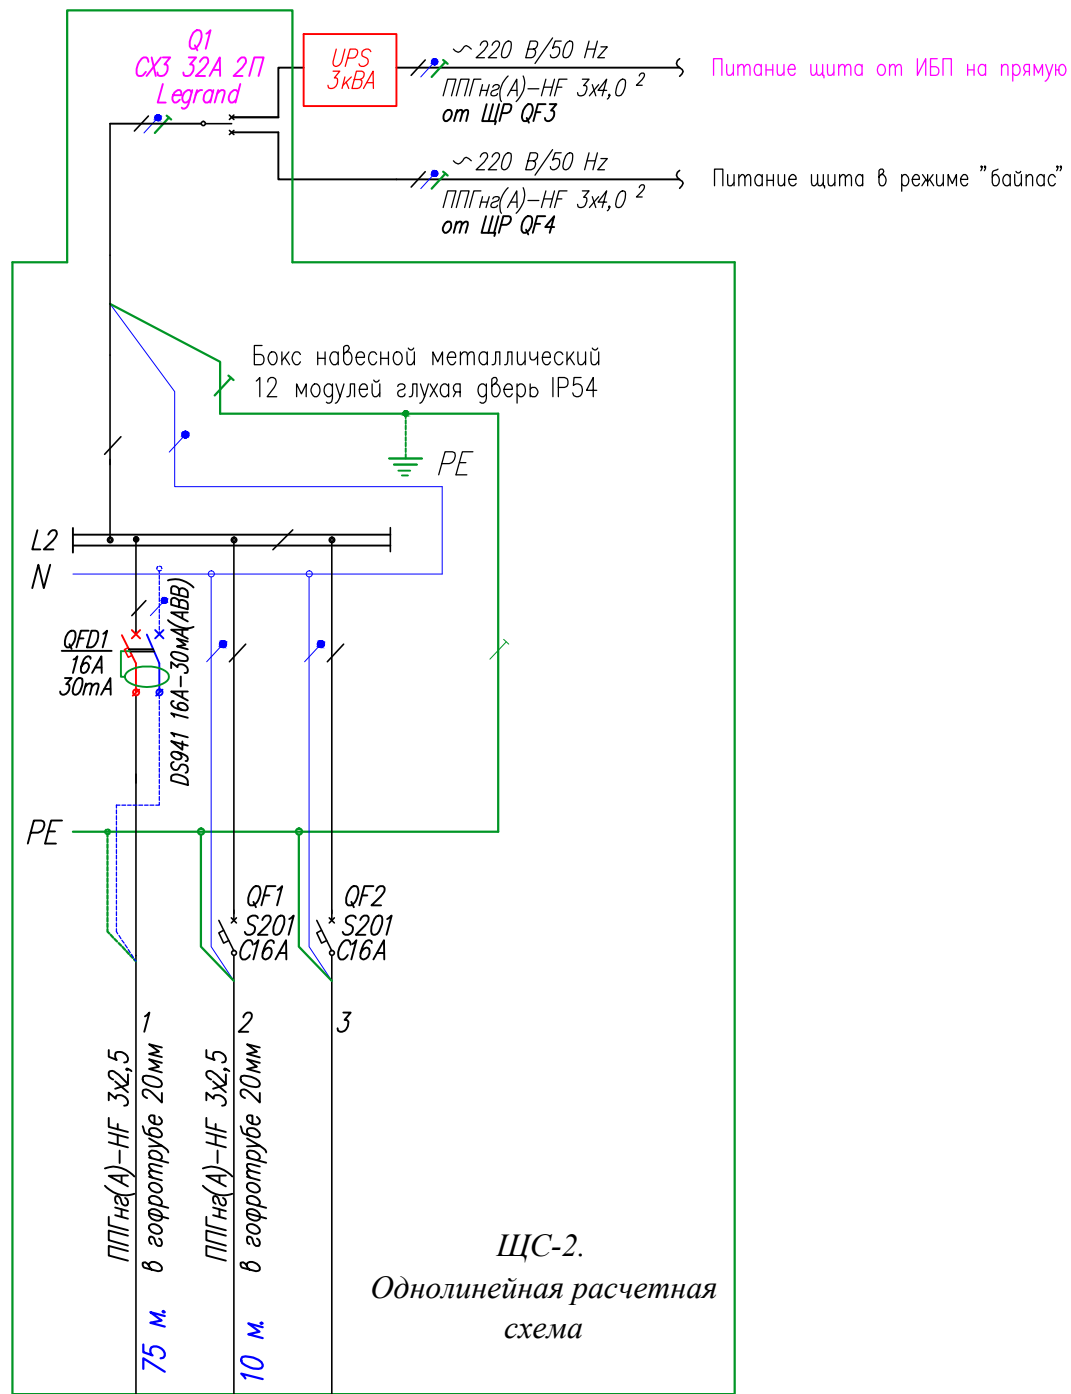 Q1
СХ3 32А 2П
Legrand
UPS
3кВА
~220 В/50 Hz
ППГнг(А)-HF 3х4,0 ²
от ЩР QF3
Питание щита от ИБП на прямую
~220 В/50 Hz
ППГнг(А)-HF 3х4,0 ²
от ЩР QF4
Питание щита в режиме "байпас"
Бокс навесной металлический
12 модулей глухая дверь IP54
PE
L2
N
QFD1
16А
30mA
DS941 16А-30мА(АВВ)
PE
QF1
S201
C16A
QF2
S201
C16A
1
2
3
ППГнг(А)-HF 3х2,5
в гофротрубе 20мм
75 м.
ППГнг(А)-HF 3х2,5
в гофротрубе 20мм
10 м.
ЩС-2.
Однолинейная расчетная
схема